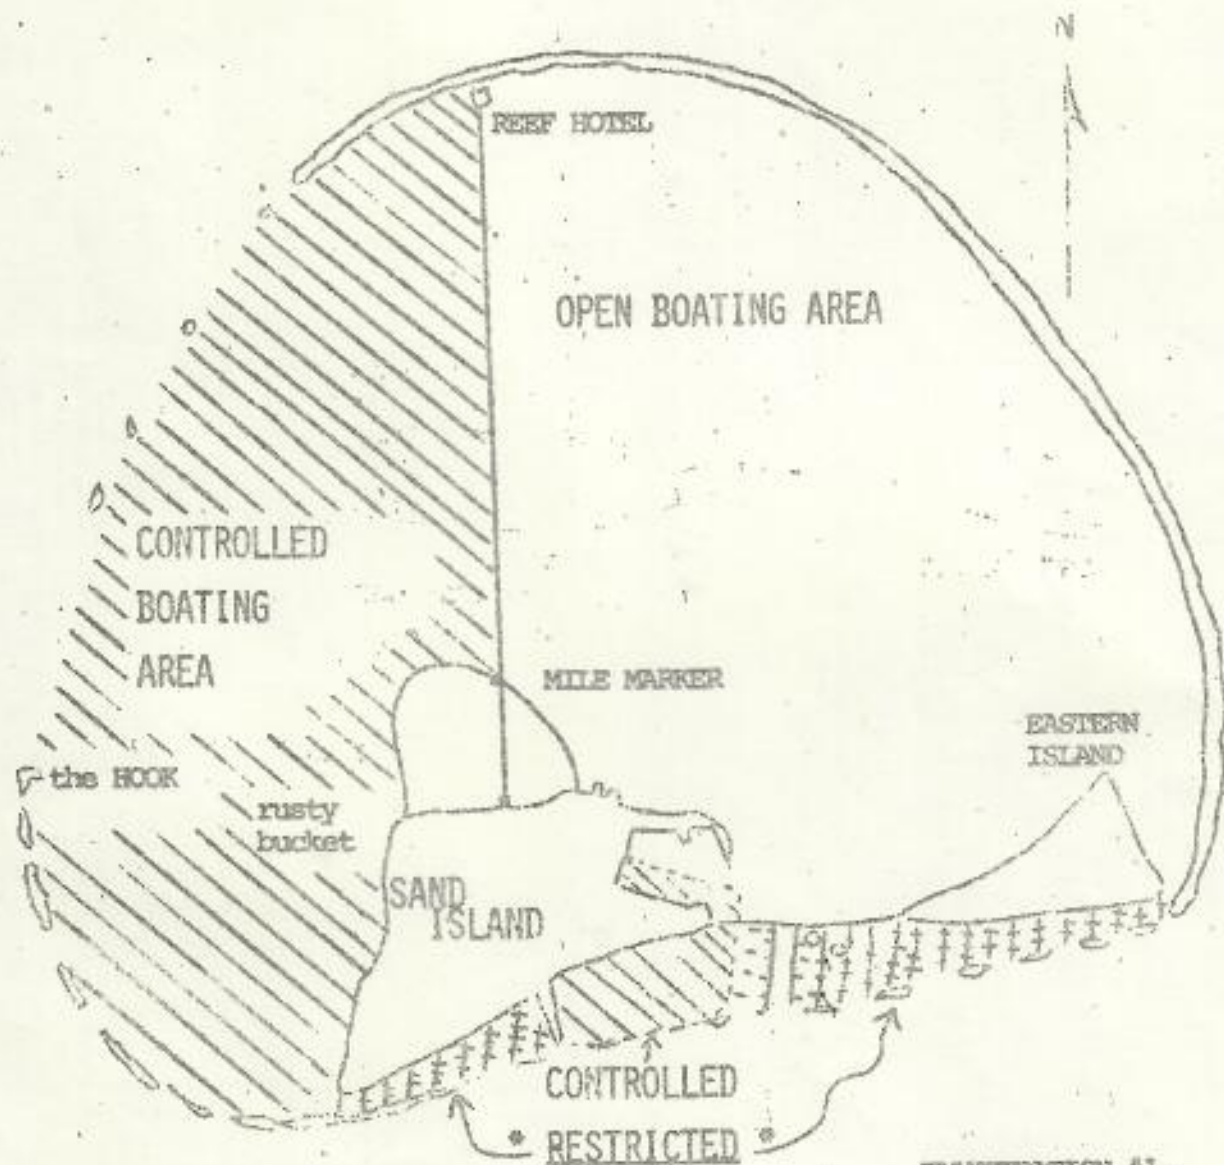 N
REEF HOTEL
OPEN BOATING AREA
CONTROLLED
BOATING
AREA
MILE MARKER
EASTERN
ISLAND
the HOOK
rusty
bucket
SAND
ISLAND
CONTROLLED
* RESTRICTED *